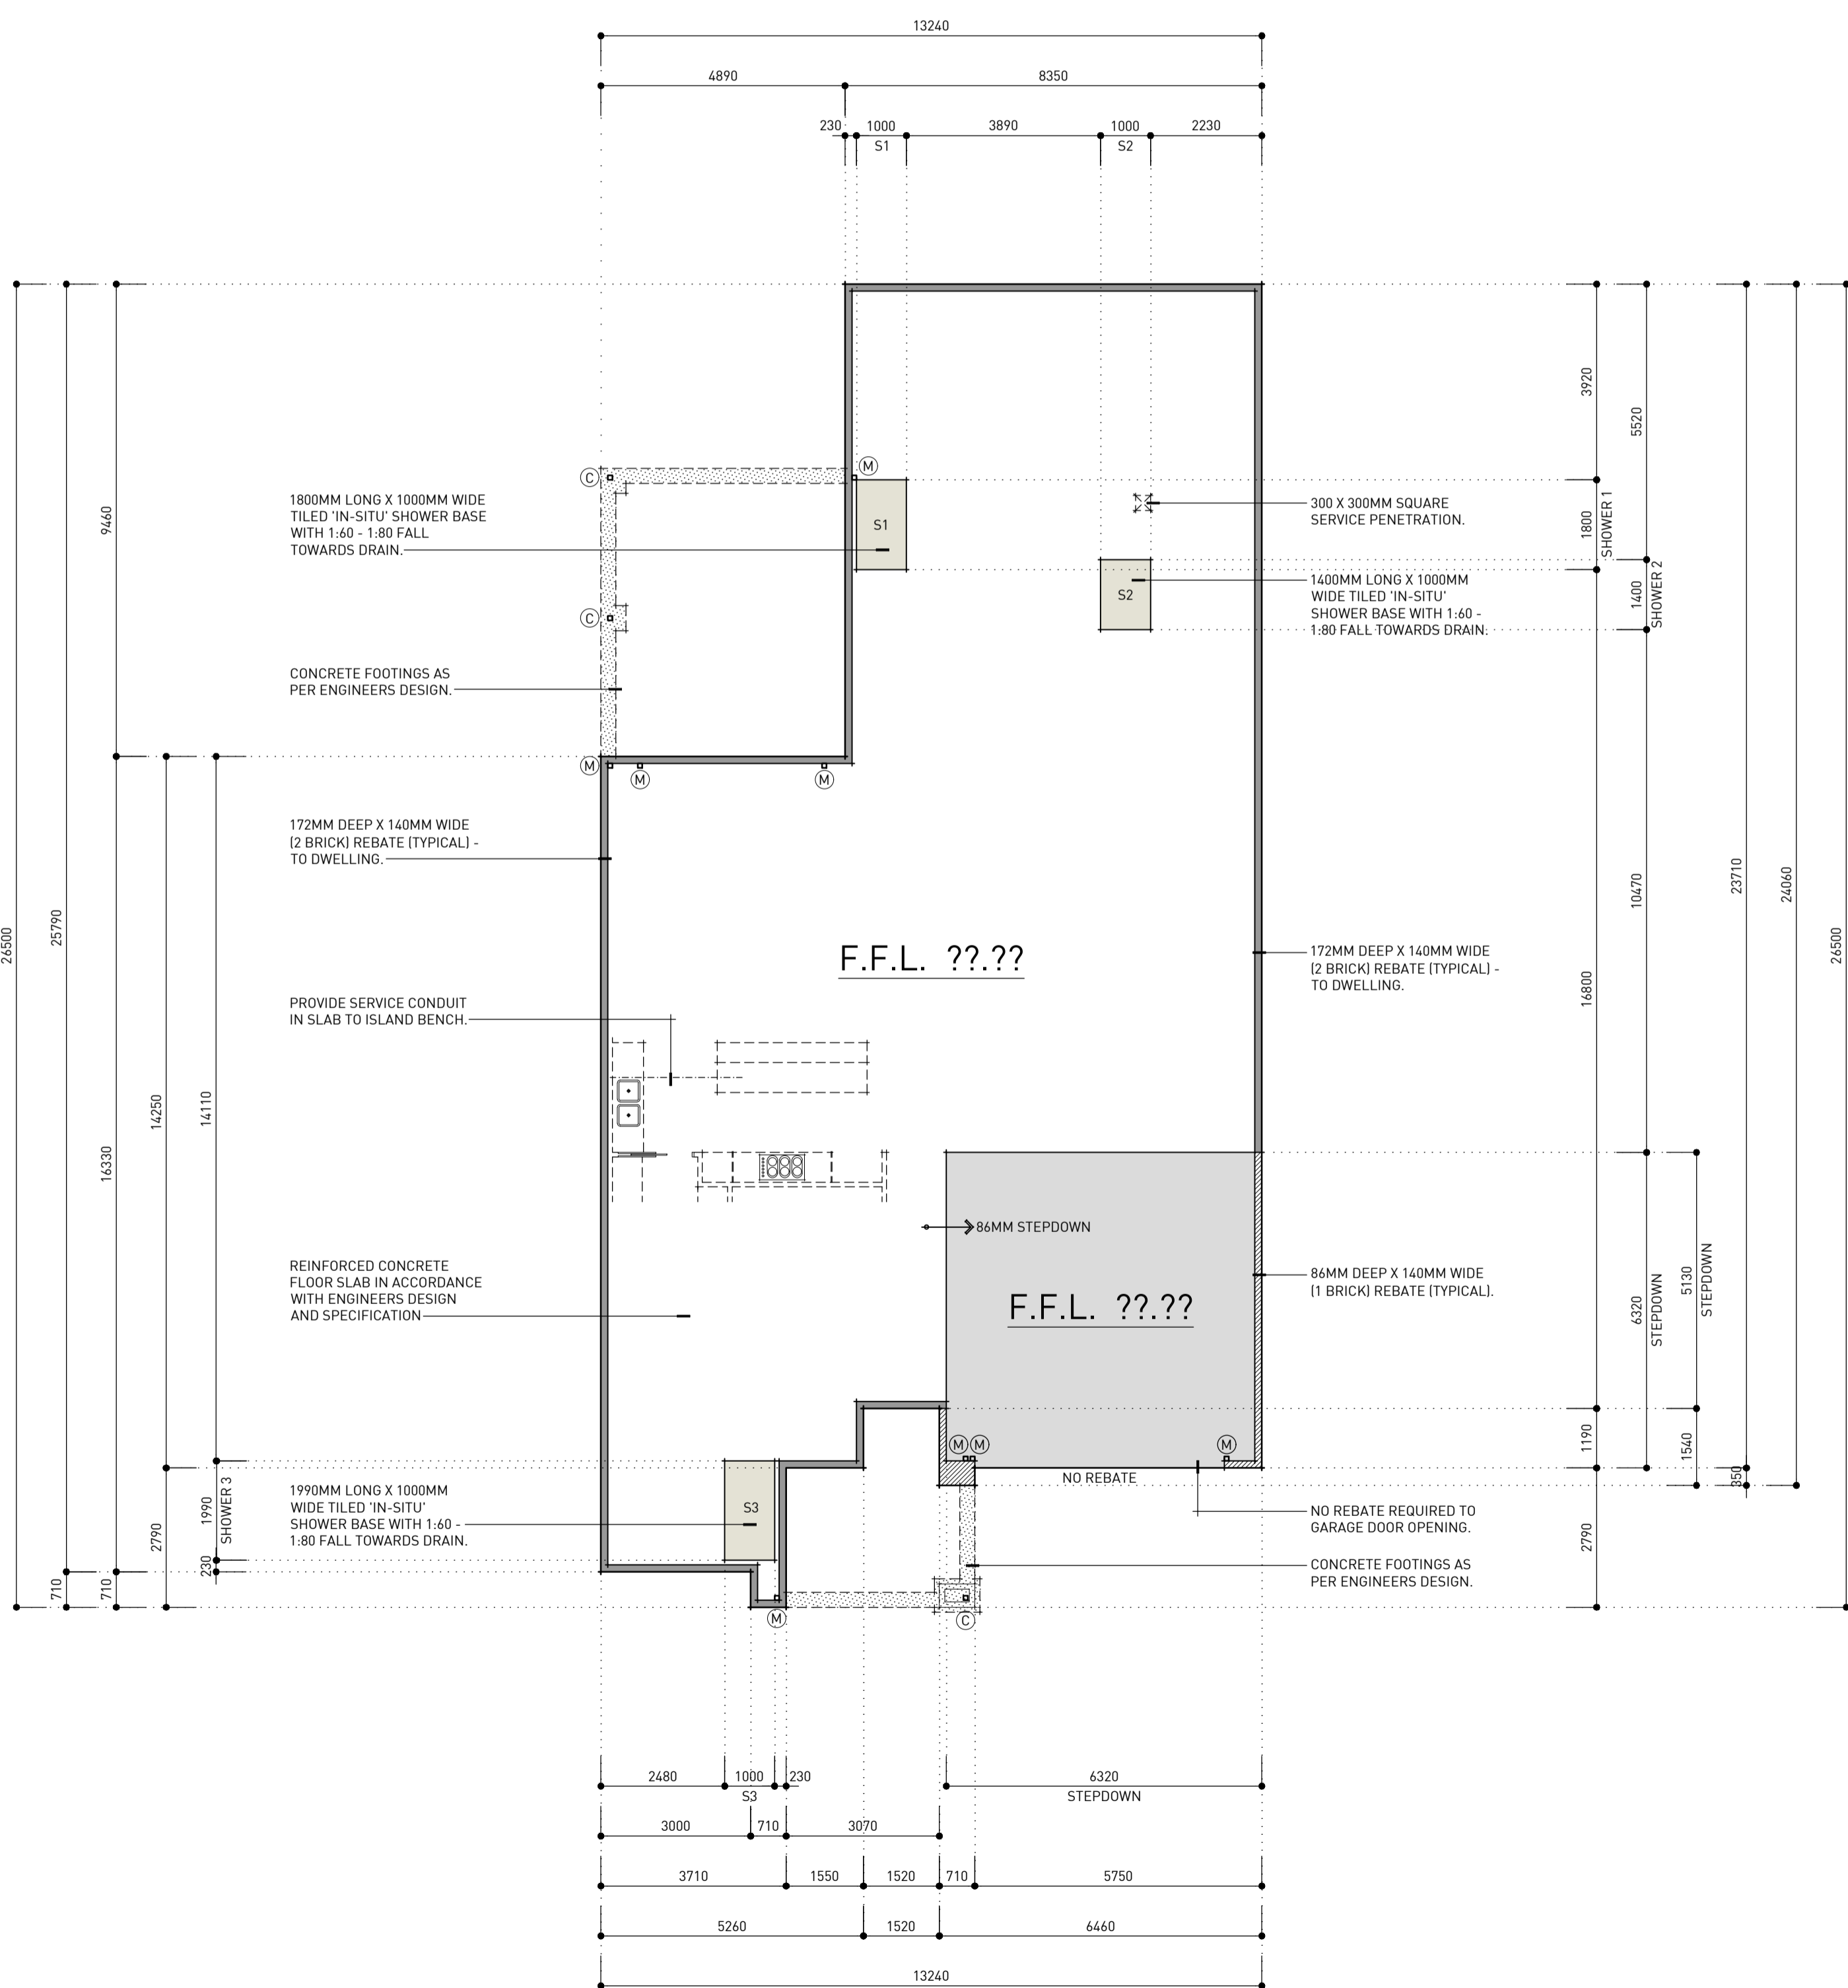 13240
4890
8350
230
1000
3890
1000
2230
S1
S2
3920
5520
1800
SHOWER 1
1400
SHOWER 2
26500
25790
9460
C
M
1800MM LONG X 1000MM WIDE
TILED 'IN-SITU' SHOWER BASE
WITH 1:60 - 1:80 FALL
TOWARDS DRAIN.
S1
300 X 300MM SQUARE
SERVICE PENETRATION.
S2
1400MM LONG X 1000MM
WIDE TILED 'IN-SITU'
SHOWER BASE WITH 1:60 -
1:80 FALL TOWARDS DRAIN.
C
CONCRETE FOOTINGS AS
PER ENGINEERS DESIGN.
M
M
M
172MM DEEP X 140MM WIDE
(2 BRICK) REBATE (TYPICAL) -
TO DWELLING.
10470
23710
24060
26500
16800
F.F.L. ??.??
172MM DEEP X 140MM WIDE
(2 BRICK) REBATE (TYPICAL) -
TO DWELLING.
PROVIDE SERVICE CONDUIT
IN SLAB TO ISLAND BENCH.
16330
14250
14110
86MM STEPDOWN
REINFORCED CONCRETE
FLOOR SLAB IN ACCORDANCE
WITH ENGINEERS DESIGN
AND SPECIFICATION
F.F.L. ??.??
86MM DEEP X 140MM WIDE
(1 BRICK) REBATE (TYPICAL).
6320
STEPDOWN
5130
STEPDOWN
M
M
M
NO REBATE
1190
1540
350
1990MM LONG X 1000MM
WIDE TILED 'IN-SITU'
SHOWER BASE WITH 1:60 -
1:80 FALL TOWARDS DRAIN.
S3
NO REBATE REQUIRED TO
GARAGE DOOR OPENING.
CONCRETE FOOTINGS AS
PER ENGINEERS DESIGN.
2790
1990
SHOWER 3
230
2790
710
710
M
C
2480
1000
230
S3
6320
STEPDOWN
3000
710
3070
3710
1550
1520
710
5750
5260
1520
6460
13240